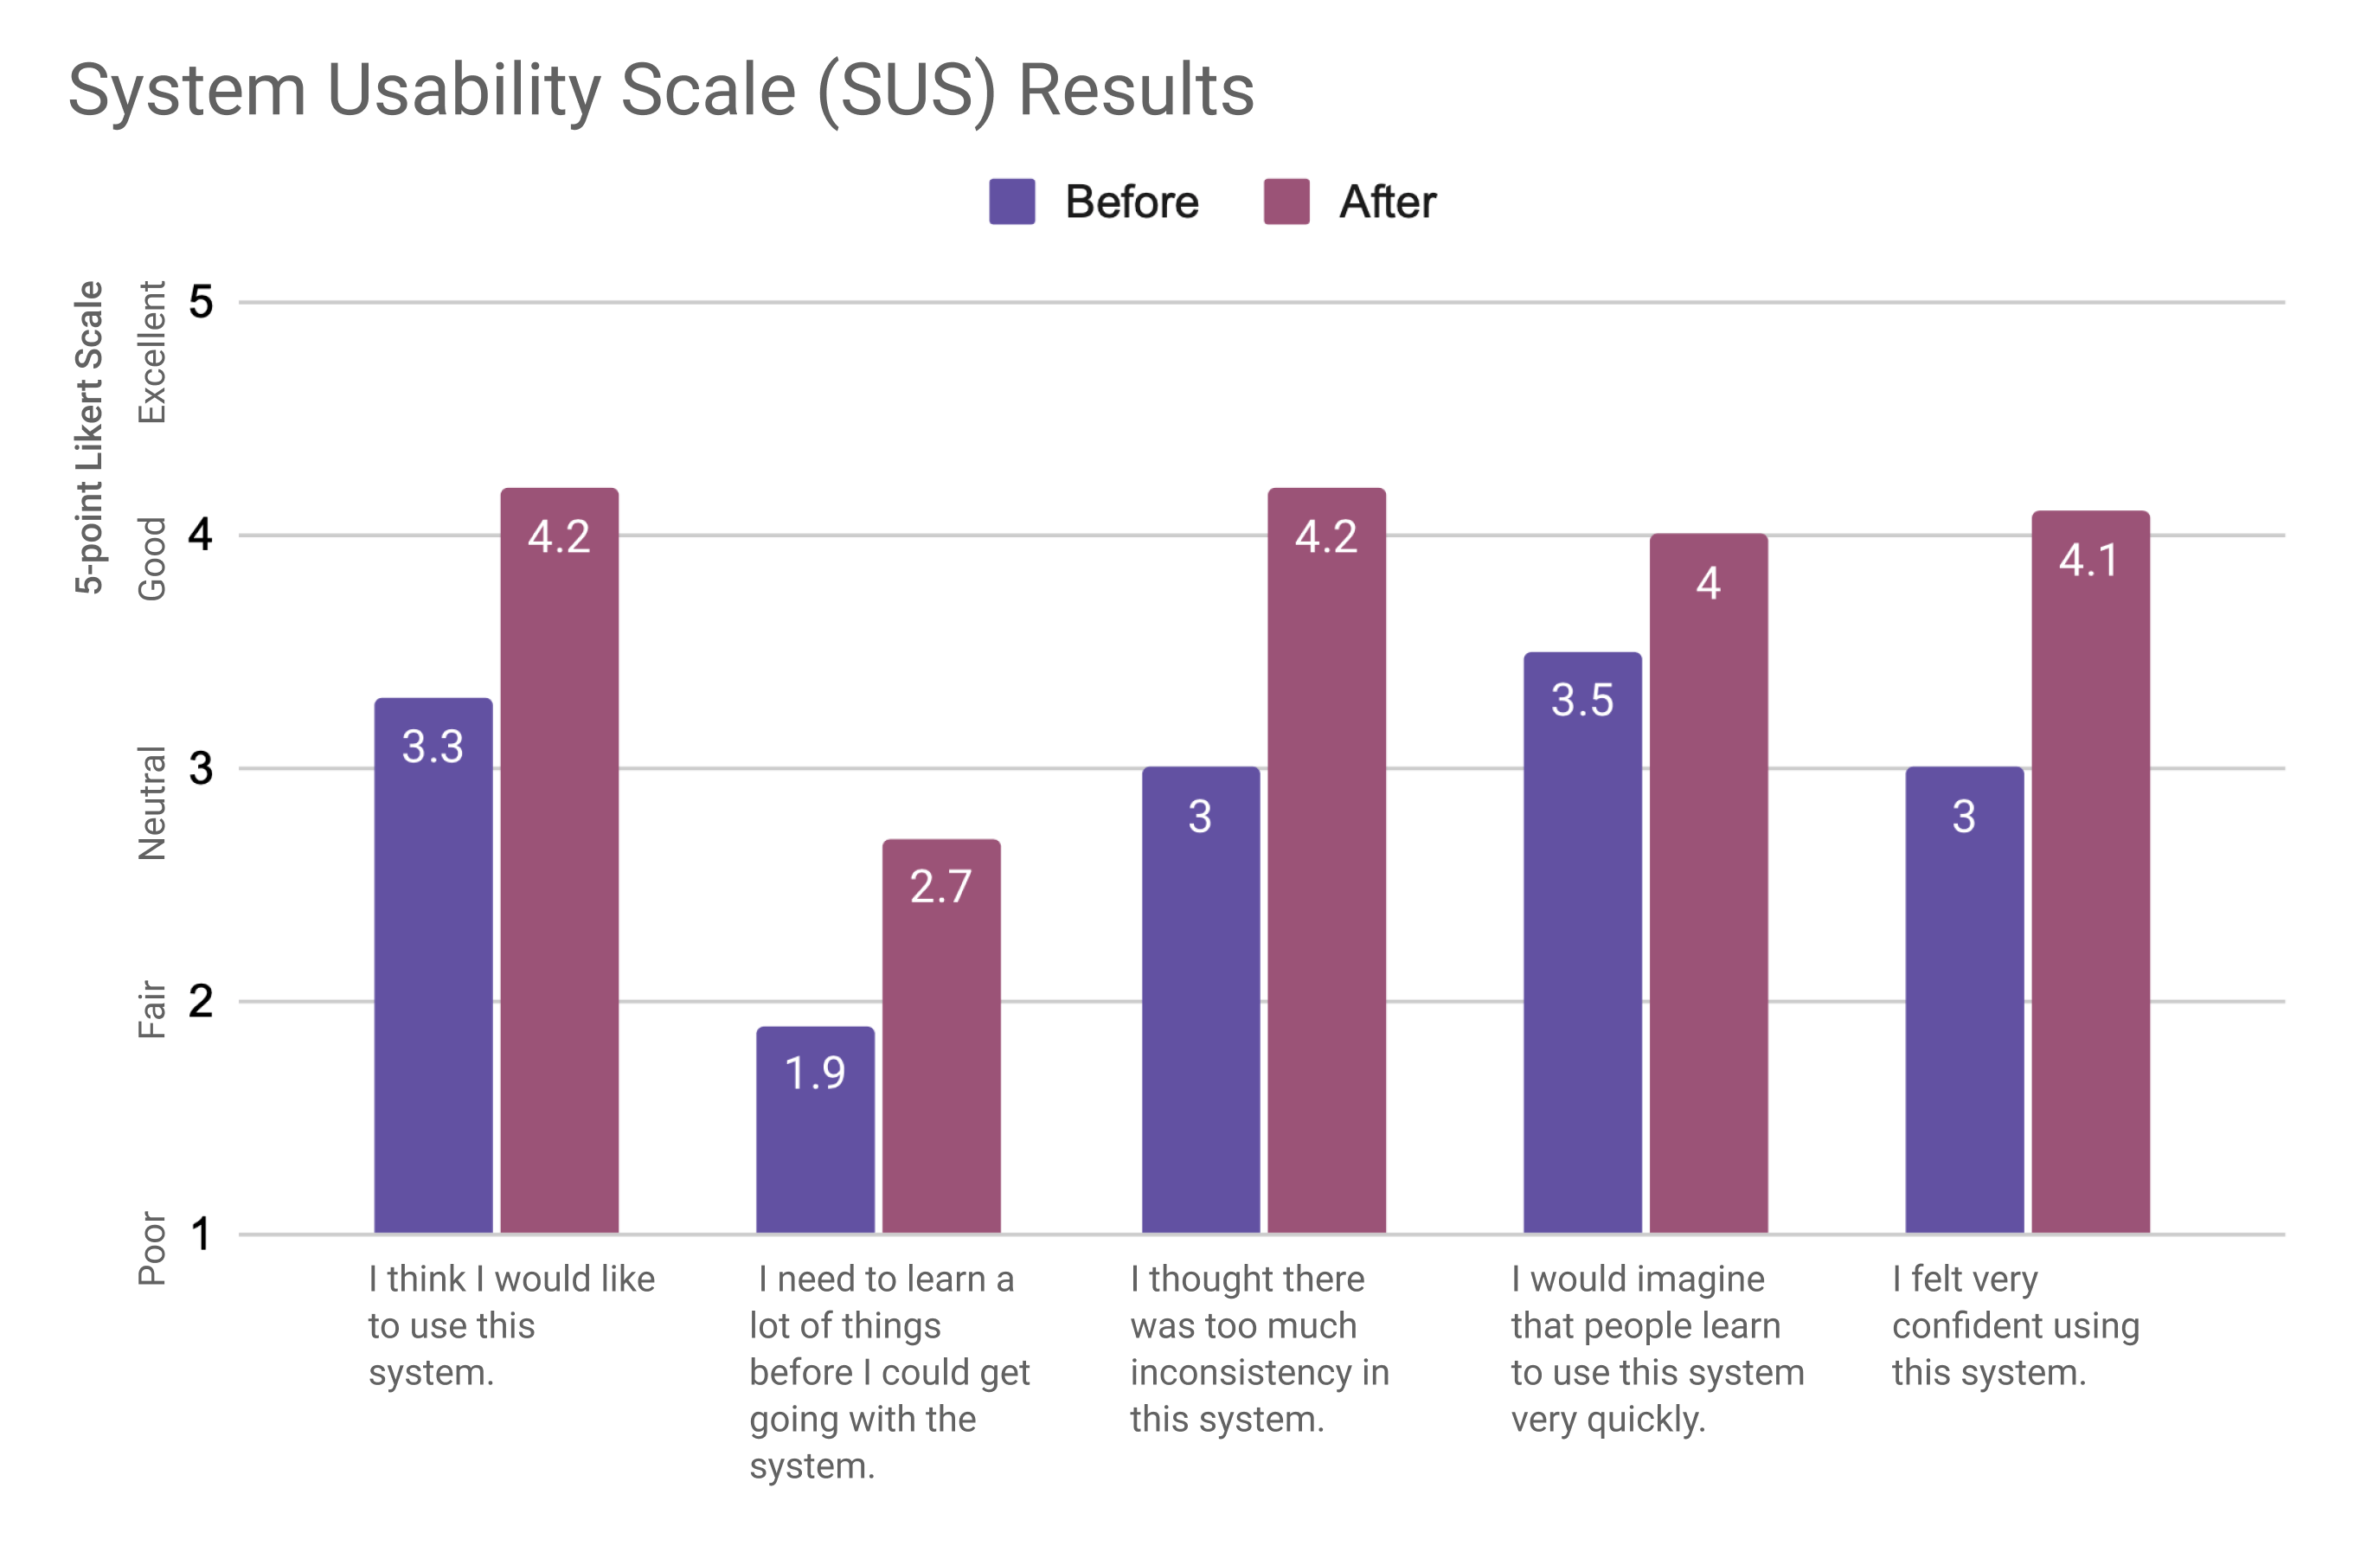 System Usability Scale (SUS) Results
Before
After
5-point Likert Scale
Excellent
5
Good
4
Neutral
3
Fair
2
Poor
1
3.3
4.2
1.9
2.7
3
4.2
3.5
4
3
4.1
I think I would like
to use this
system.
I need to learn a
lot of things
before I could get
going with the
system.
I thought there
was too much
inconsistency in
this system.
I would imagine
that people learn
to use this system
very quickly.
I felt very
confident using
this system.